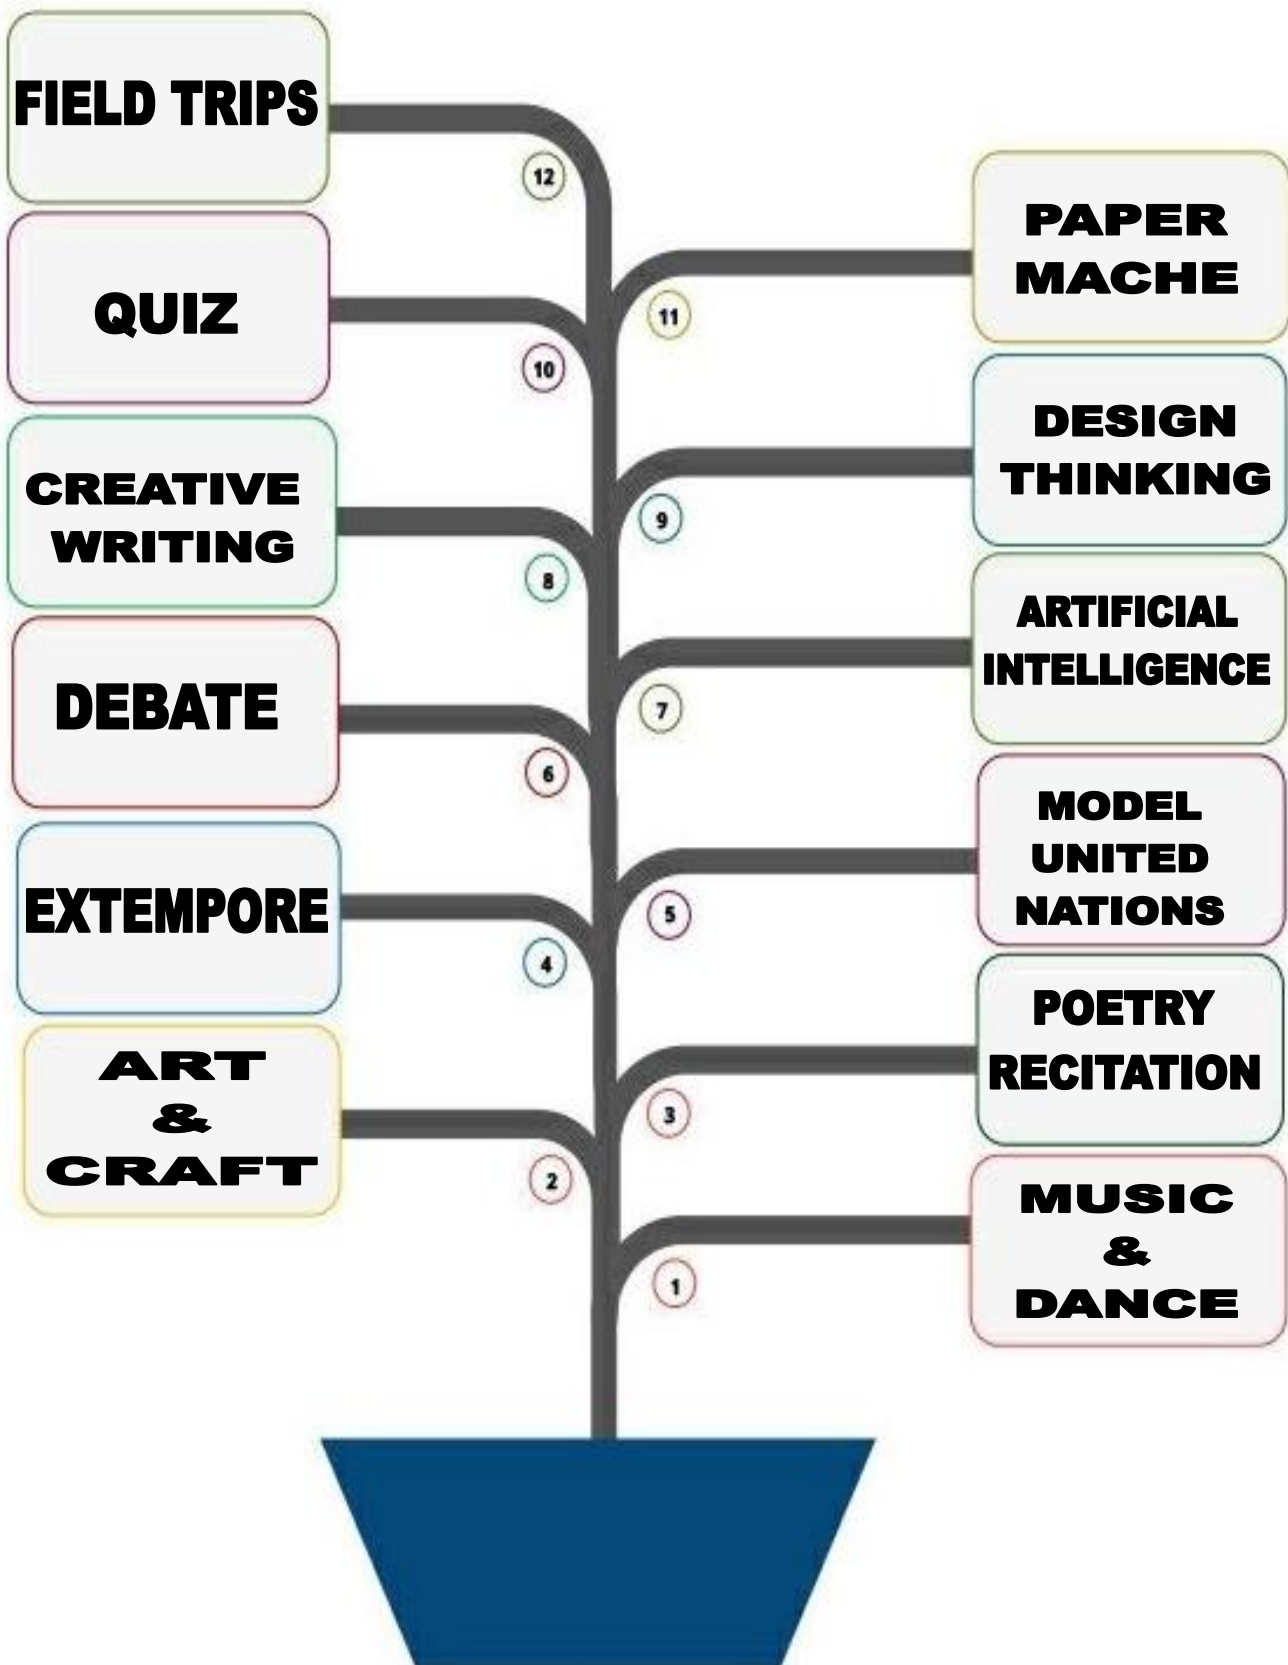 FIELD TRIPS
12
PAPER
MACHE
11
QUIZ
10
DESIGN
THINKING
9
CREATIVE
WRITING
8
ARTIFICIAL
INTELLIGENCE
7
DEBATE
6
MODEL
UNITED
NATIONS
5
EXTEMPORE
4
POETRY
RECITATION
3
ART
&
CRAFT
2
MUSIC
&
DANCE
1